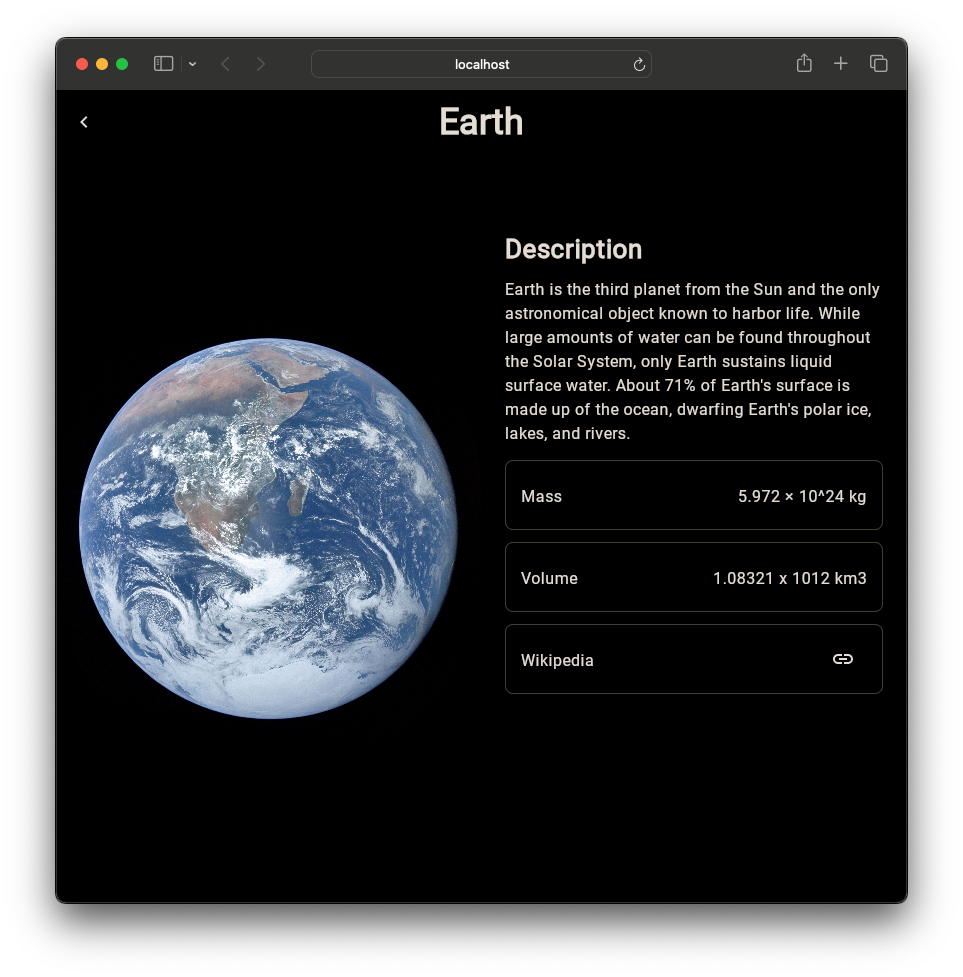 localhost
Earth
Description
Earth is the third planet from the Sun and the only
astronomical object known to harbor life. While
large amounts of water can be found throughout
the Solar System, only Earth sustains liquid
surface water. About 71% of Earth's surface is
made up of the ocean, dwarfing Earth's polar ice,
lakes, and rivers.
Mass 5.972 × 10^24 kg
Volume 1.08321 x 1012 km3
Wikipedia